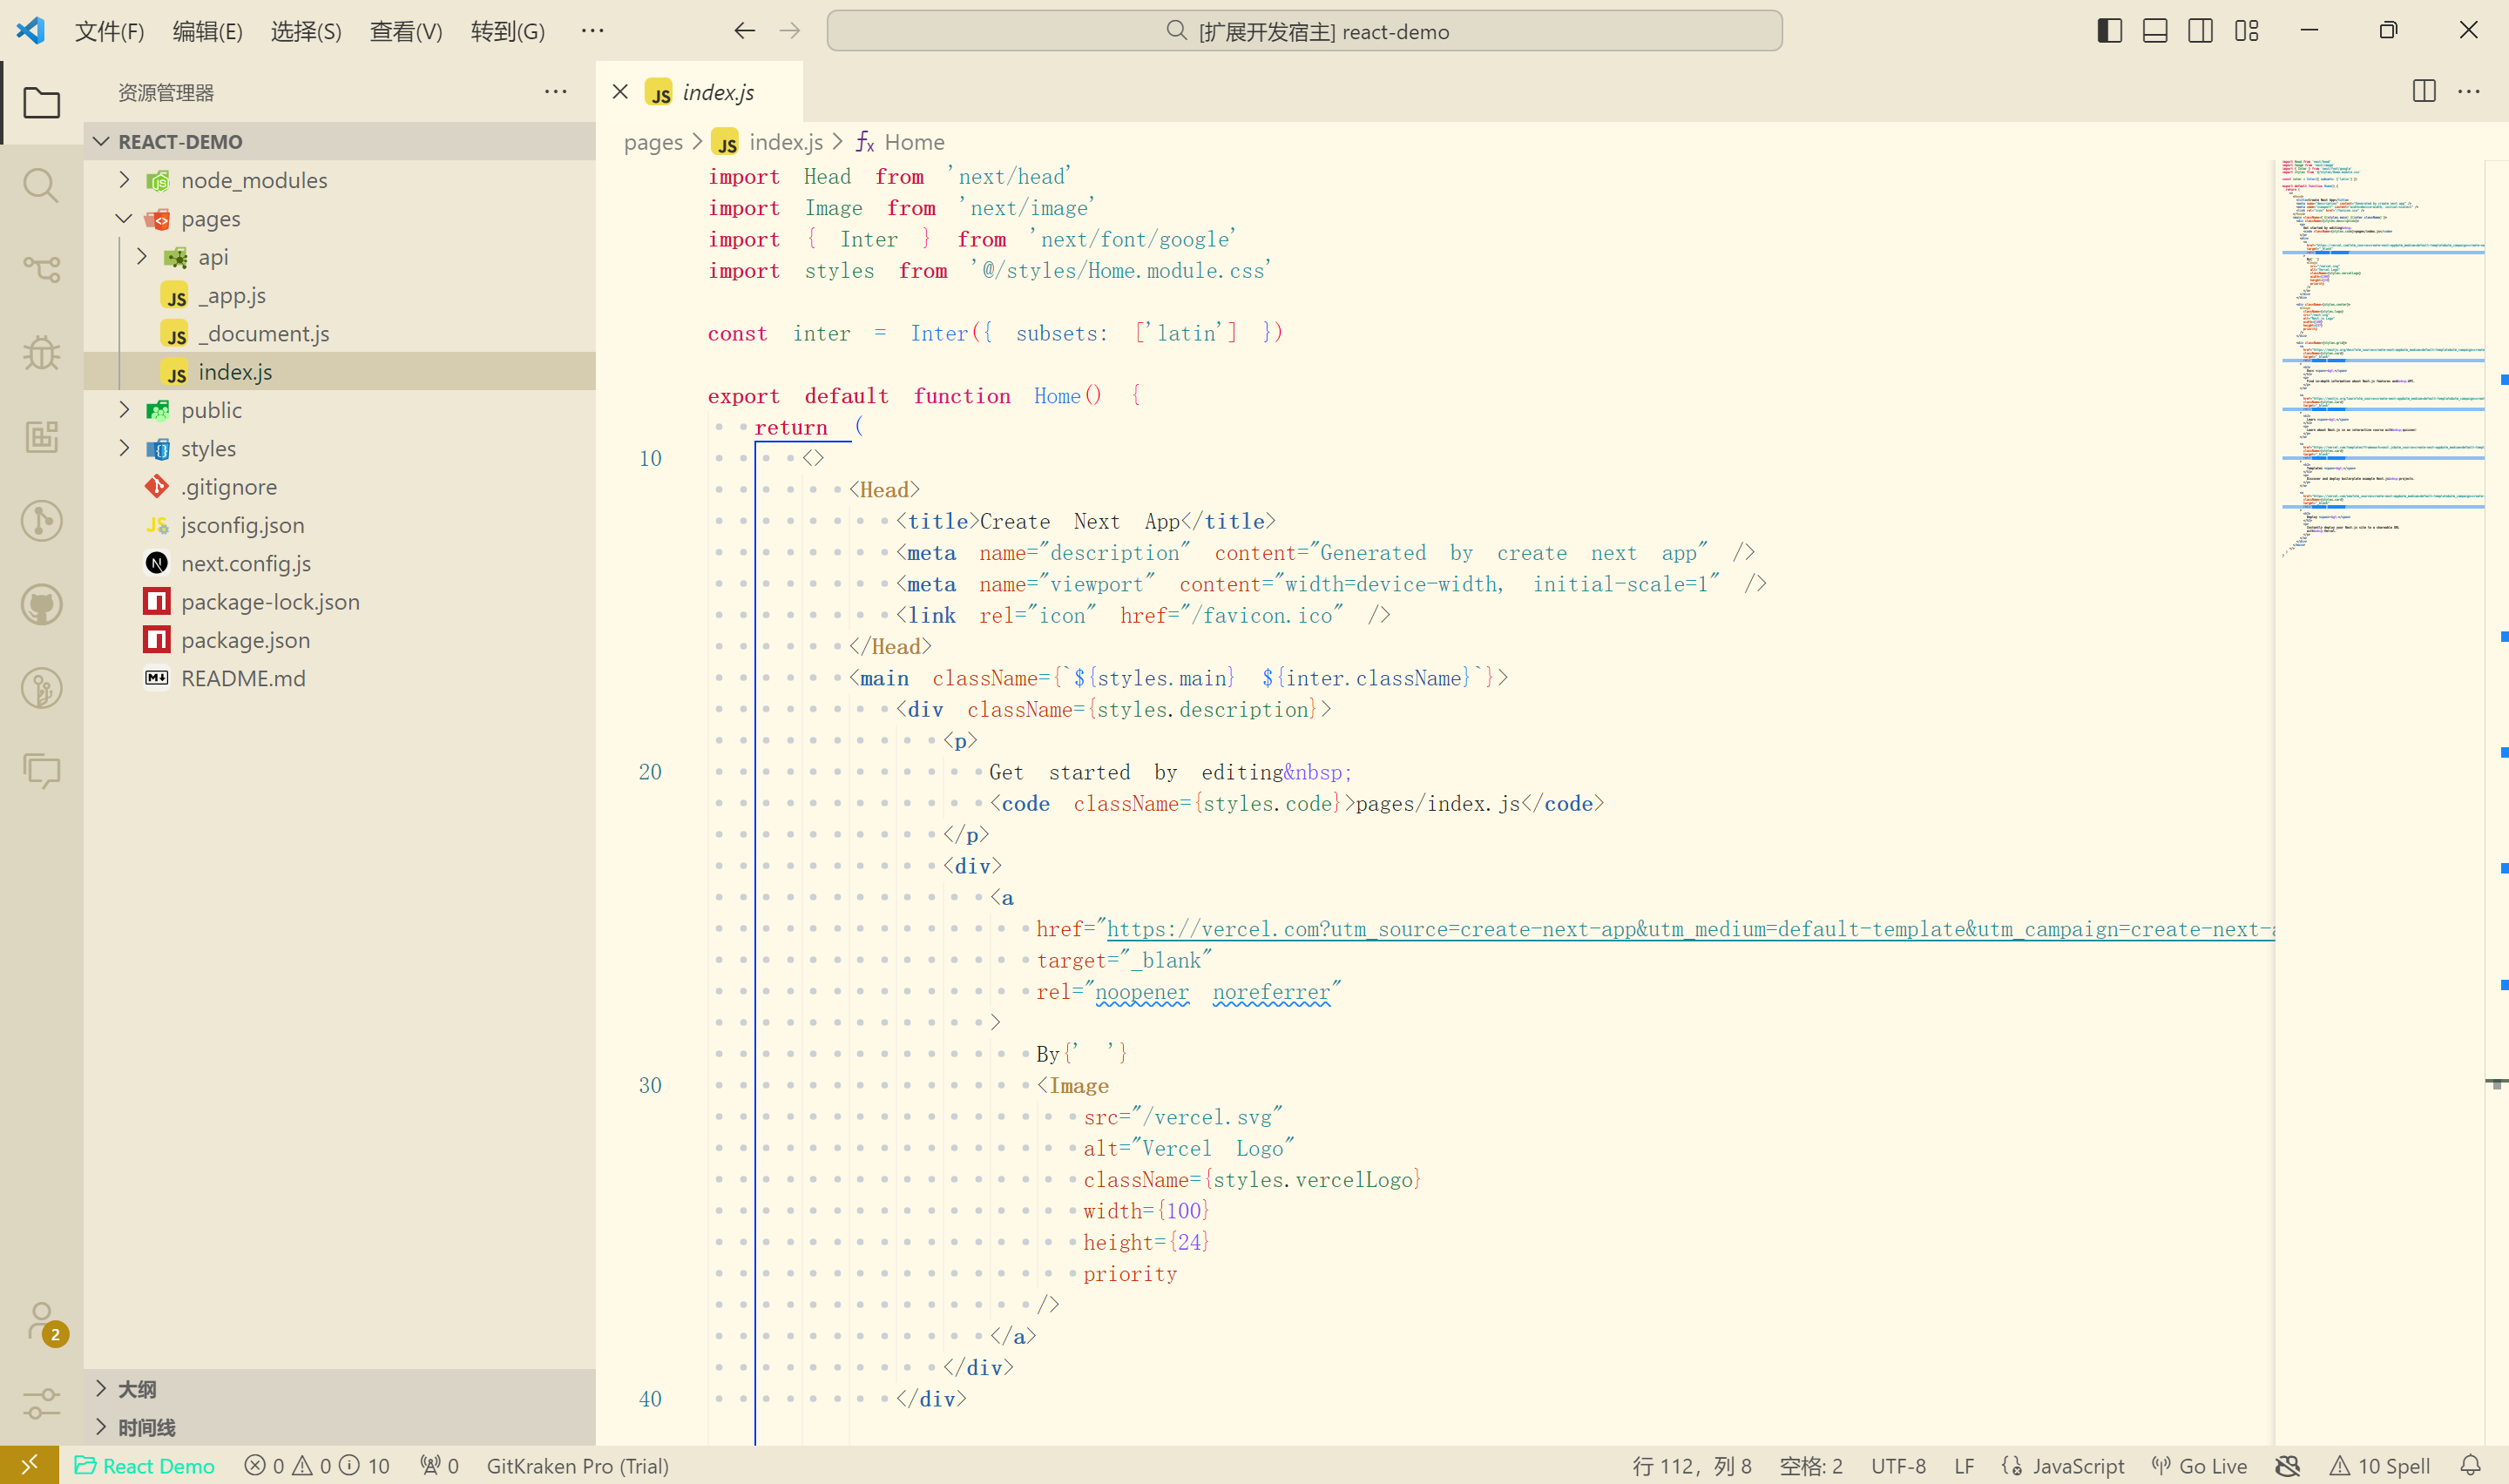 文件(F) 编辑(E) 选择(S) 查看(V) 转到(G) ··· [扩展开发宿主] react-demo
资源管理器 ···
REACT-DEMO
node_modules
pages
api
_app.js
_document.js
index.js
public
styles
.gitignore
jsconfig.json
next.config.js
package-lock.json
package.json
README.md
2
大纲
时间线
index.js
pages > index.js > Home
import Head from 'next/head'
import Image from 'next/image'
import { Inter } from 'next/font/google'
import styles from '@/styles/Home.module.css'
const inter = Inter({ subsets: ['latin'] })
export default function Home() {
return (
10 <>
<Head>
<title>Create Next App</title>
<meta name="description" content="Generated by create next app" />
<meta name="viewport" content="width=device-width, initial-scale=1" />
<link rel="icon" href="/favicon.ico" />
</Head>
<main className={`${styles.main} ${inter.className}`}>
<div className={styles.description}>
<p>
20 Get started by editing&nbsp;
<code className={styles.code}>pages/index.js</code>
</p>
<div>
<a
href="https://vercel.com?utm_source=create-next-app&utm_medium=default-template&utm_campaign=create-next-
target="_blank"
rel="noopener noreferrer"
>
By{' '}
30 <Image
src="/vercel.svg"
alt="Vercel Logo"
className={styles.vercelLogo}
width={100}
height={24}
priority
/>
</a>
</div>
40 </div>
React Demo 0 0 10 0 GitKraken Pro (Trial) 行 112，列 8 空格: 2 UTF-8 LF JavaScript Go Live 10 Spell